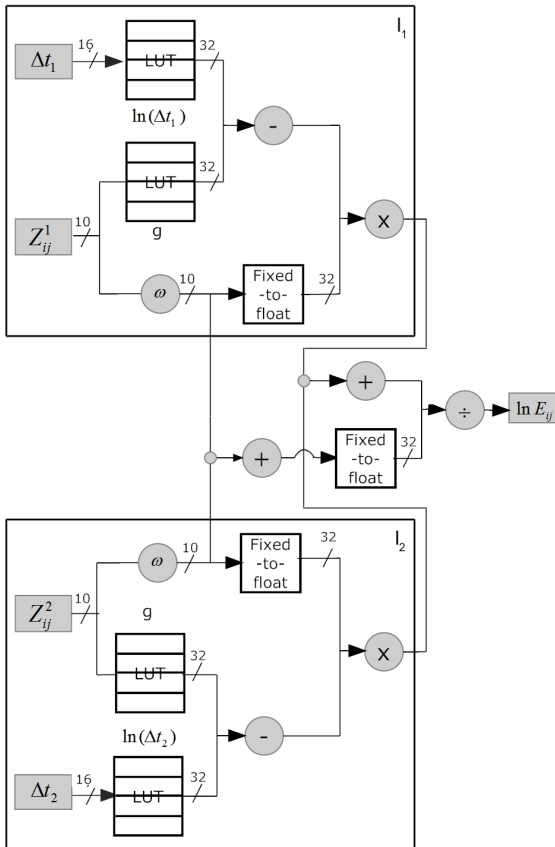 I₁
16
32
Δt₁
LUT
ln(Δt₁)
-
32
LUT
g
Z¹ᵢⱼ
10
X
ω
10
Fixed
-to-
float
32
+
÷
ln Eᵢⱼ
+
Fixed
-to-
float
32
I₂
ω
10
Fixed
-to-
float
32
Z²ᵢⱼ
10
g
X
LUT
32
ln(Δt₂)
-
Δt₂
16
LUT
32